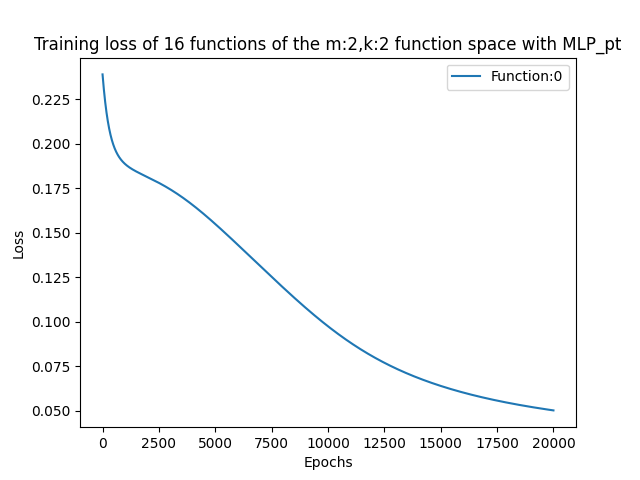 Training loss of 16 functions of the m:2,k:2 function space with MLP_pt
Function:0
Loss
0.225
0.200
0.175
0.150
0.125
0.100
0.075
0.050
0 2500 5000 7500 10000 12500 15000 17500 20000
Epochs